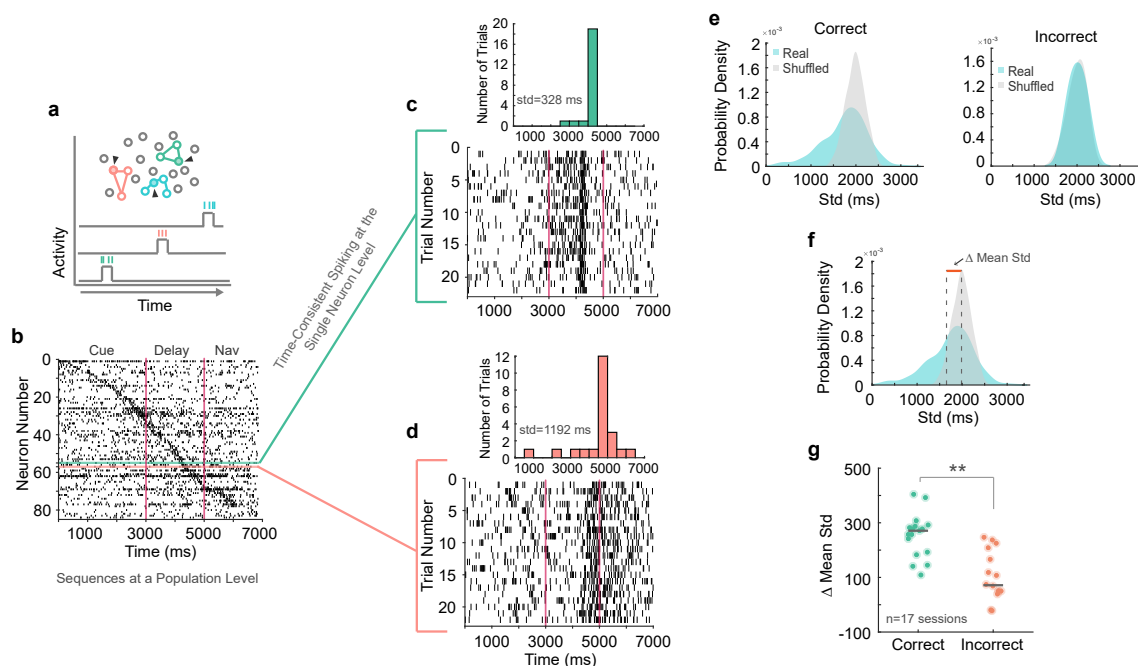 a
Activity
Time
b
Cue Delay Nav
Neuron Number
0
20
40
60
80
1000 3000 5000 7000
Time (ms)
Sequences at a Population Level
Time-Consistent Spiking at the
Single Neuron Level
c
Number of Trials
20
15
10
5
0
std=328 ms
1000 3000 5000 7000
Trial Number
0
5
10
15
20
1000 3000 5000 7000
d
Number of Trials
12
8
4
0
std=1192 ms
1000 3000 5000 7000
Trial Number
0
5
10
15
20
1000 3000 5000 7000
Time (ms)
e
Correct
×10⁻³
Probability Density
2
1.6
1.2
0.8
0.4
0
Real
Shuffled
0 1000 2000 3000
Std (ms)
Incorrect
×10⁻³
2
1.6
1.2
0.8
0.4
0
Real
Shuffled
0 1000 2000 3000
Std (ms)
f
×10⁻³
Δ Mean Std
Probability Density
2
1.6
1.2
0.8
0.4
0
0 1000 2000 3000
Std (ms)
g
Δ Mean Std
500
300
100
-100
**
n=17 sessions
Correct Incorrect